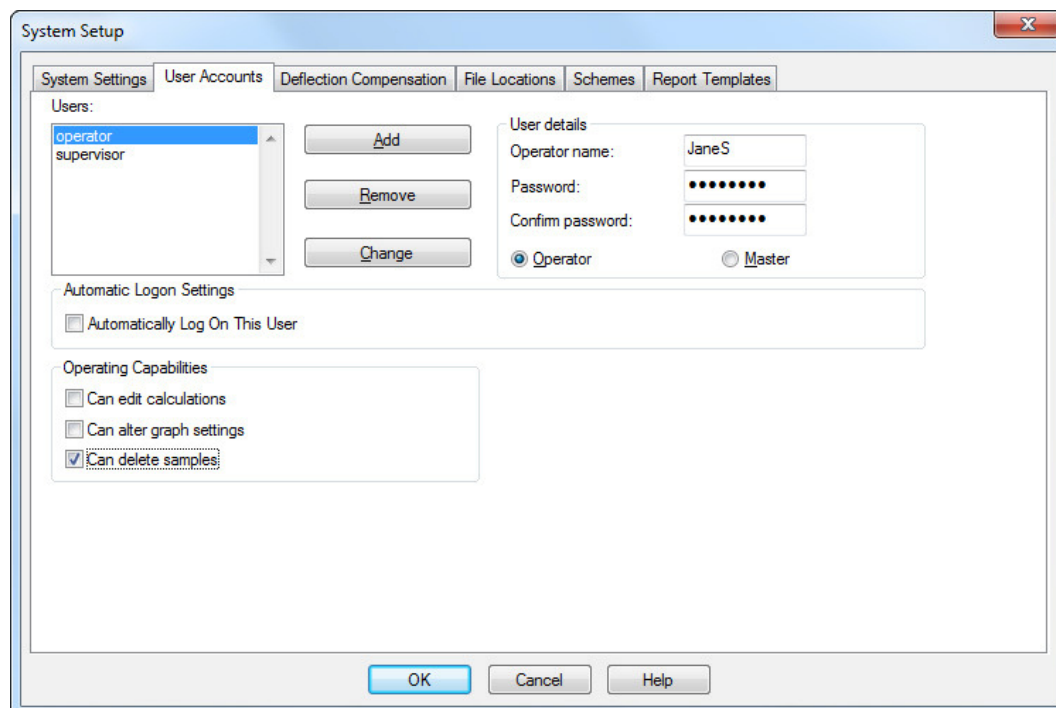 System Setup
System Settings User Accounts Deflection Compensation File Locations Schemes Report Templates
Users:
operator
supervisor
Add
Remove
Change
User details
Operator name: JaneS
Password: ●●●●●●●●
Confirm password: ●●●●●●●●
Operator Master
Automatic Logon Settings
Automatically Log On This User
Operating Capabilities
Can edit calculations
Can alter graph settings
Can delete samples
OK Cancel Help